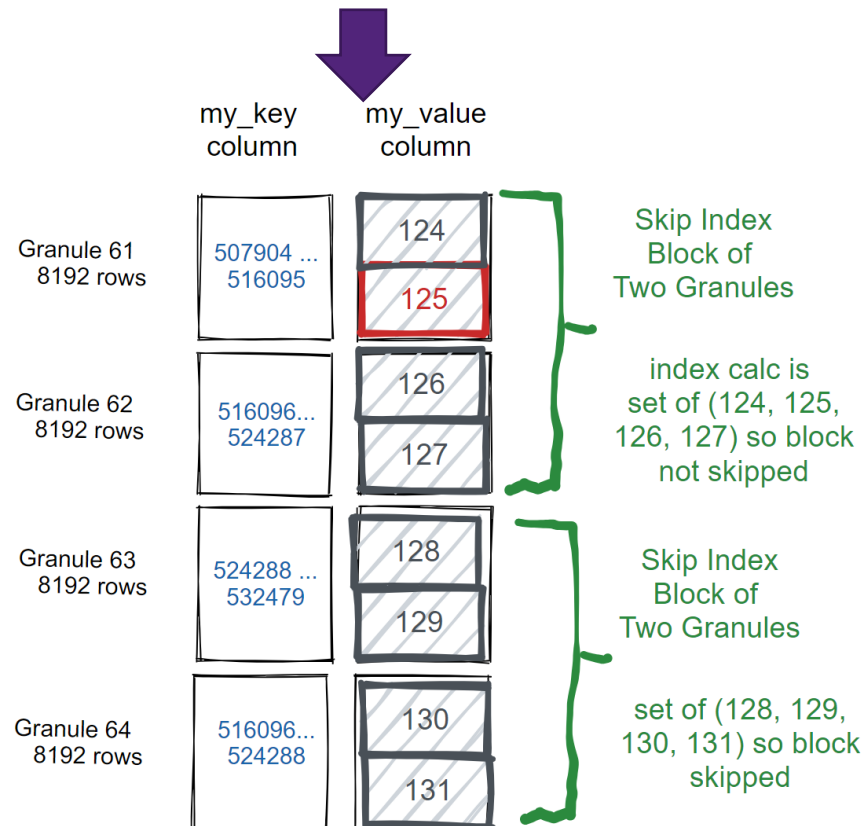 my_key
column
my_value
column
Granule 61
8192 rows
507904 ...
516095
124
125
Skip Index
Block of
Two Granules
Granule 62
8192 rows
516096...
524287
126
127
index calc is
set of (124, 125,
126, 127) so block
not skipped
Granule 63
8192 rows
524288 ...
532479
128
129
Skip Index
Block of
Two Granules
Granule 64
8192 rows
516096...
524288
130
131
set of (128, 129,
130, 131) so block
skipped